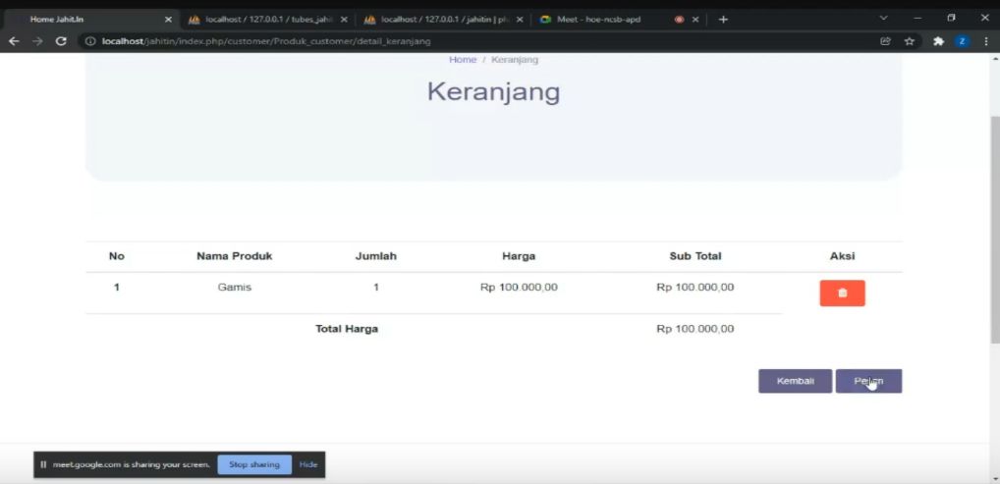 Home Jahit.In
localhost / 127.0.0.1 / tubes_jahi
localhost / 127.0.0.1 / jahitin | ph
Meet - hoe-ncsb-apd
localhost/jahitin/index.php/customer/Produk_customer/detail_keranjang
Z
Home / Keranjang
Keranjang
No Nama Produk Jumlah Harga Sub Total Aksi
1 Gamis 1 Rp 100.000,00 Rp 100.000,00
Total Harga Rp 100.000,00
Kembali
meet.google.com is sharing your screen. Stop sharing Hide